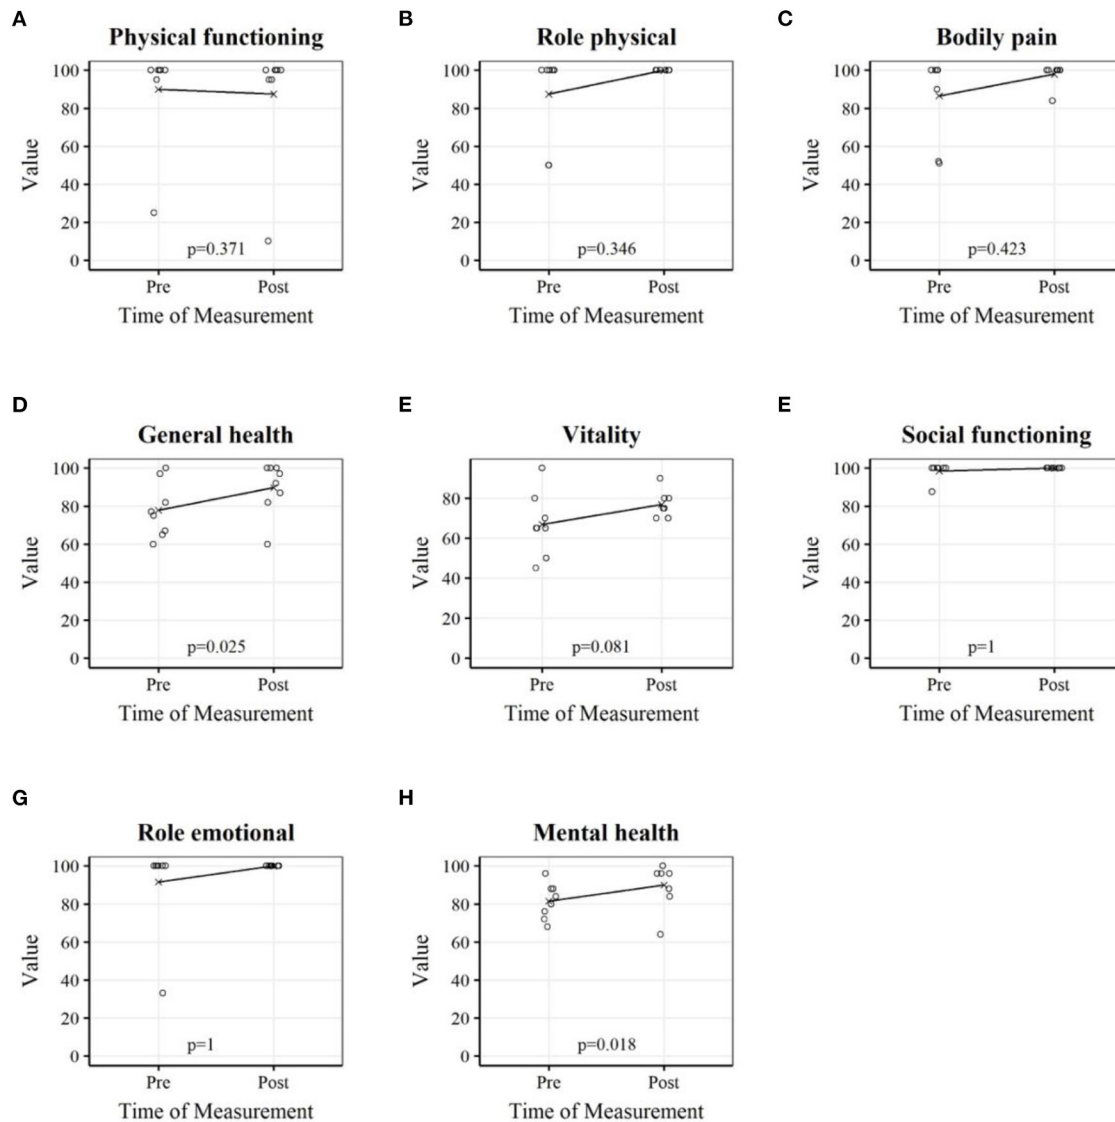 A
Physical functioning
100
80
60
40
20
0
Value
p=0.371
Pre Post
Time of Measurement
B
Role physical
100
80
60
40
20
0
Value
p=0.346
Pre Post
Time of Measurement
C
Bodily pain
100
80
60
40
20
0
Value
p=0.423
Pre Post
Time of Measurement
D
General health
100
80
60
40
20
0
Value
p=0.025
Pre Post
Time of Measurement
E
Vitality
80
60
40
20
0
Value
p=0.081
Pre Post
Time of Measurement
E
Social functioning
100
80
60
40
20
0
Value
p=1
Pre Post
Time of Measurement
G
Role emotional
100
80
60
40
20
0
Value
p=1
Pre Post
Time of Measurement
H
Mental health
100
80
60
40
20
0
Value
p=0.018
Pre Post
Time of Measurement